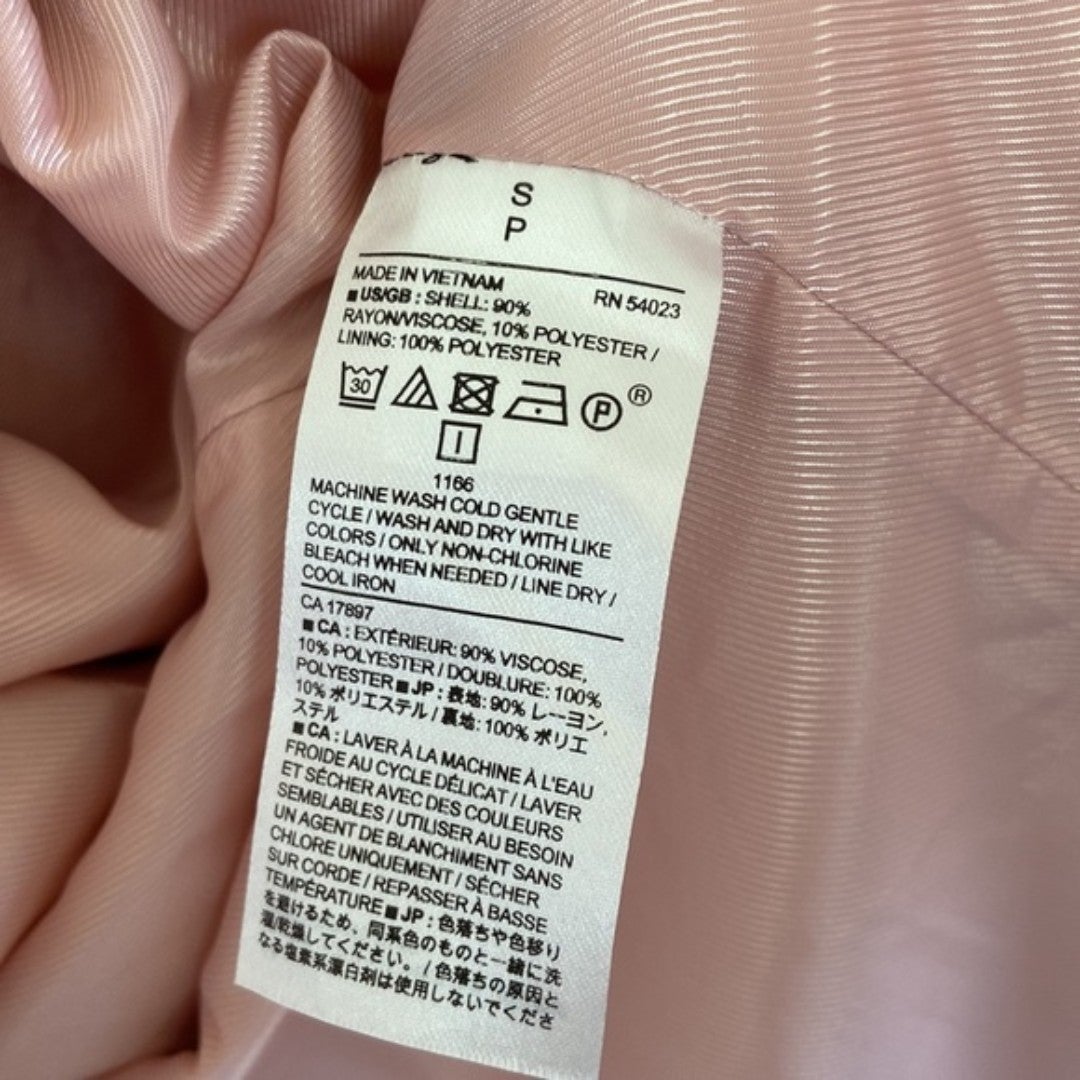 S
P
MADE IN VIETNAM
RN 54023
■ US/GB : SHELL: 90%
RAYON/VISCOSE, 10% POLYESTER /
LINING: 100% POLYESTER
30
P
®
I
1166
MACHINE WASH COLD GENTLE
CYCLE / WASH AND DRY WITH LIKE
COLORS / ONLY NON-CHLORINE
BLEACH WHEN NEEDED / LINE DRY /
COOL IRON
CA 17897
■ CA : EXTÉRIEUR: 90% VISCOSE,
10% POLYESTER / DOUBLURE: 100%
POLYESTER ■ JP : 表地: 90% レーヨン,
10% ポリエステル / 裏地: 100% ポリエ
ステル
■ CA : LAVER À LA MACHINE À L'EAU
FROIDE AU CYCLE DÉLICAT / LAVER
ET SÉCHER AVEC DES COULEURS
SEMBLABLES / UTILISER AU BESOIN
UN AGENT DE BLANCHIMENT SANS
CHLORE UNIQUEMENT / SÉCHER
SUR CORDE / REPASSER À BASSE
TEMPÉRATURE ■ JP : 色落ちや色移り
を避けるため、同系色のものと一緒に洗
濯/乾燥してください。 / 色落ちの原因と
なる塩素系漂白剤は使用しないでくださ